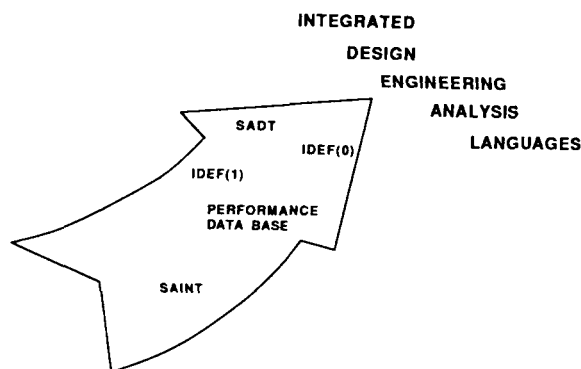 INTEGRATED
DESIGN
ENGINEERING
ANALYSIS
LANGUAGES
SADT
IDEF(0)
IDEF(1)
PERFORMANCE
DATA BASE
SAINT